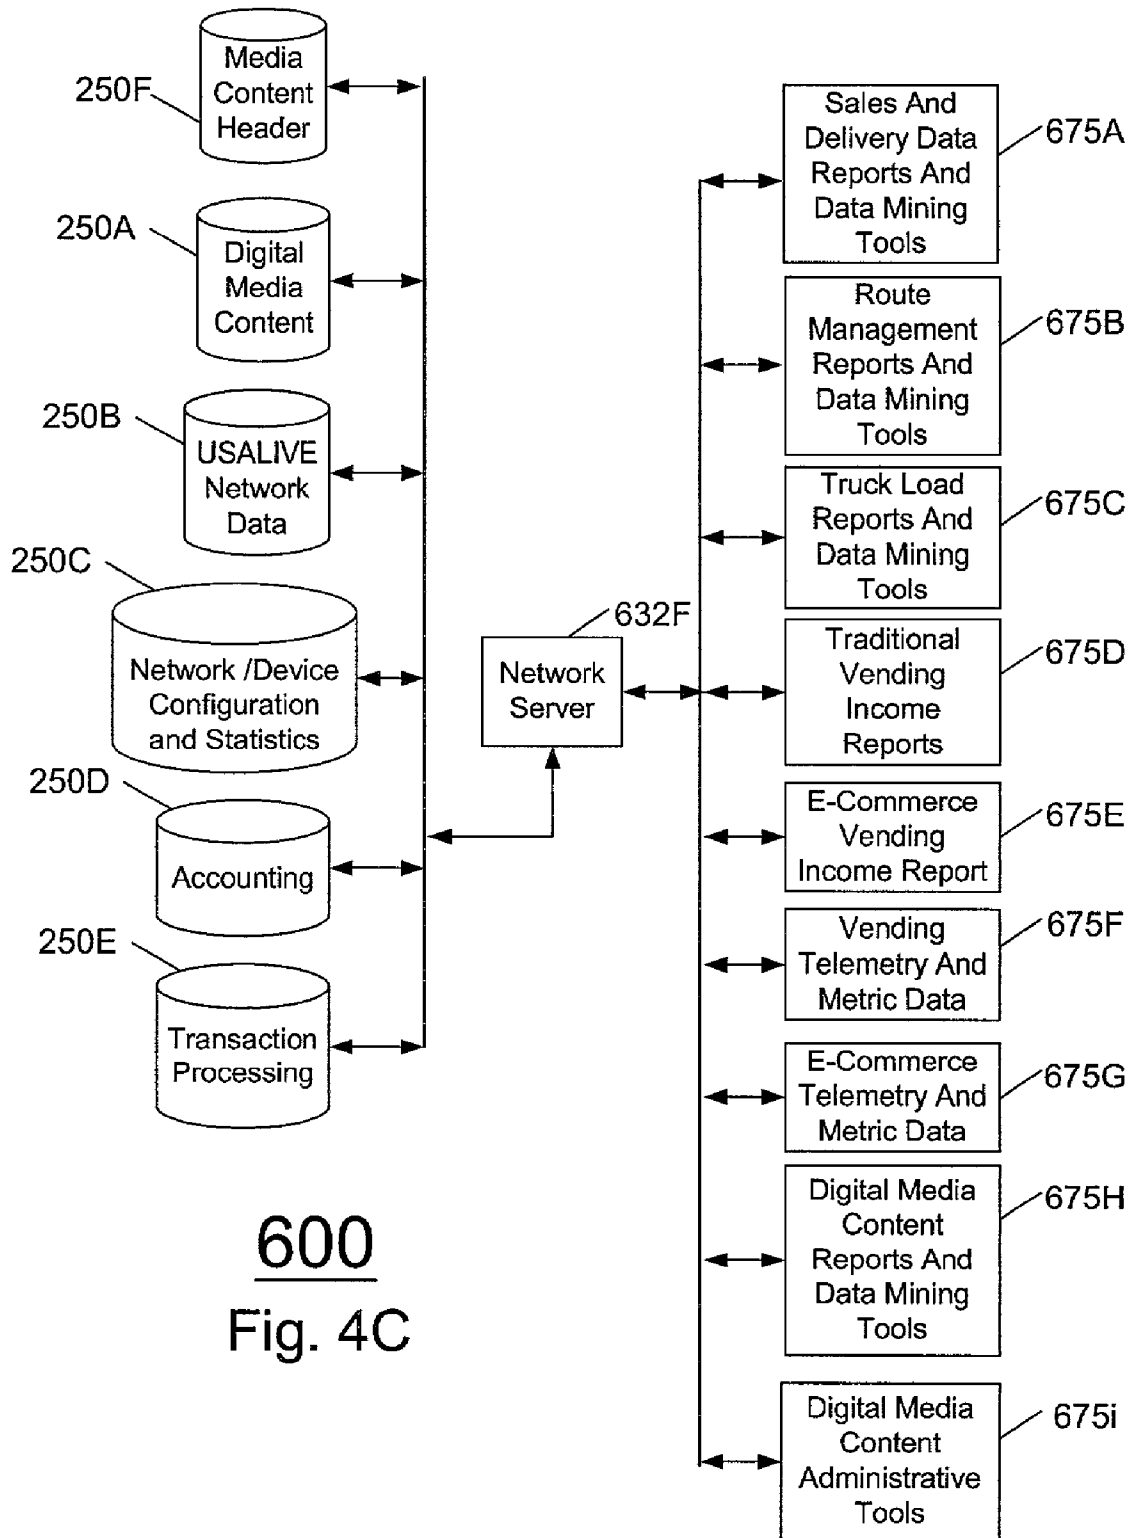 Media
Content
Header
250F
Digital
Media
Content
250A
USALIVE
Network
Data
250B
Network /Device
Configuration
and Statistics
250C
Accounting
250D
Transaction
Processing
250E
Network
Server
632F
Sales And
Delivery Data
Reports And
Data Mining
Tools
675A
Route
Management
Reports And
Data Mining
Tools
675B
Truck Load
Reports And
Data Mining
Tools
675C
Traditional
Vending
Income
Reports
675D
E-Commerce
Vending
Income Report
675E
Vending
Telemetry And
Metric Data
675F
E-Commerce
Telemetry And
Metric Data
675G
Digital Media
Content
Reports And
Data Mining
Tools
675H
Digital Media
Content
Administrative
Tools
675i
600
Fig. 4C